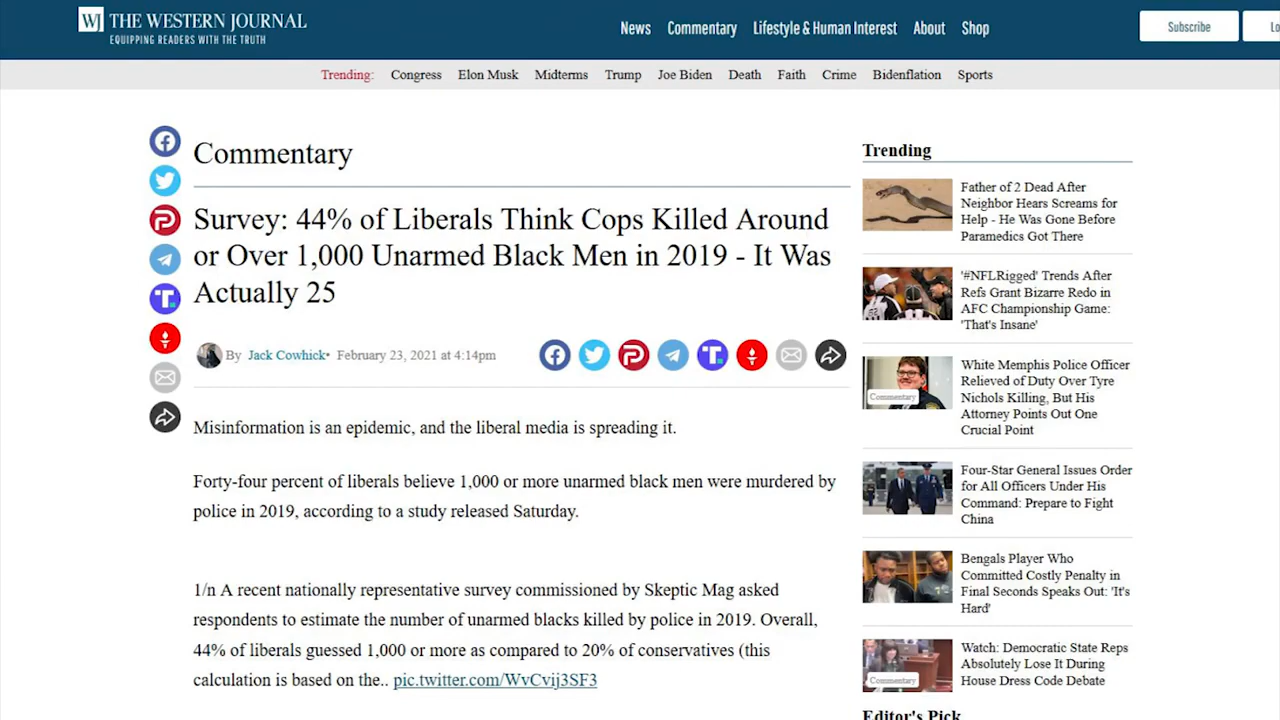 WJ THE WESTERN JOURNAL
EQUIPPING READERS WITH THE TRUTH
News Commentary Lifestyle & Human Interest About Shop
Subscribe
Lo
Trending: Congress Elon Musk Midterms Trump Joe Biden Death Faith Crime Bidenflation Sports
Commentary
Survey: 44% of Liberals Think Cops Killed Around
or Over 1,000 Unarmed Black Men in 2019 - It Was
Actually 25
By Jack Cowhick• February 23, 2021 at 4:14pm
Misinformation is an epidemic, and the liberal media is spreading it.
Forty-four percent of liberals believe 1,000 or more unarmed black men were murdered by
police in 2019, according to a study released Saturday.
1/n A recent nationally representative survey commissioned by Skeptic Mag asked
respondents to estimate the number of unarmed blacks killed by police in 2019. Overall,
44% of liberals guessed 1,000 or more as compared to 20% of conservatives (this
calculation is based on the.. pic.twitter.com/WvCvij3SF3
Trending
Father of 2 Dead After
Neighbor Hears Screams for
Help - He Was Gone Before
Paramedics Got There
'#NFLRigged' Trends After
Refs Grant Bizarre Redo in
AFC Championship Game:
'That's Insane'
Commentary
White Memphis Police Officer
Relieved of Duty Over Tyre
Nichols Killing, But His
Attorney Points Out One
Crucial Point
Four-Star General Issues Order
for All Officers Under His
Command: Prepare to Fight
China
Bengals Player Who
Committed Costly Penalty in
Final Seconds Speaks Out: 'It's
Hard'
Commentary
Watch: Democratic State Reps
Absolutely Lose It During
House Dress Code Debate
Editor's Pick